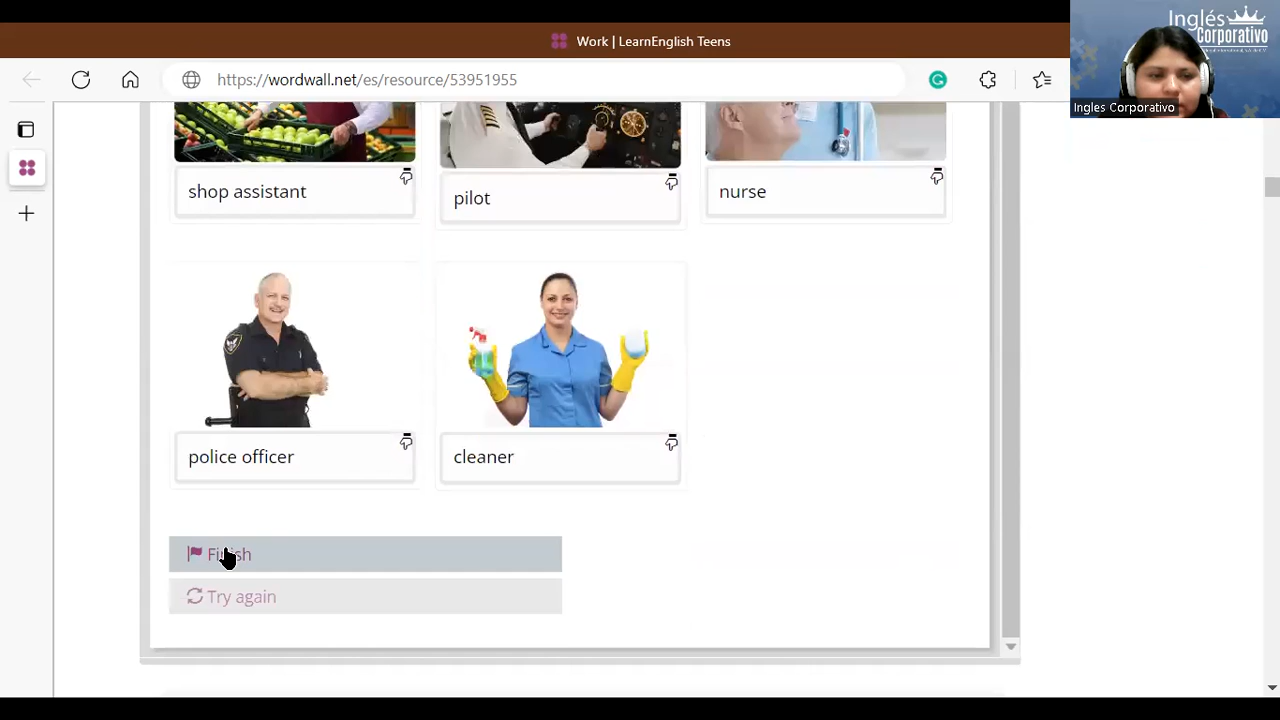 Work | LearnEnglish Teens
https://wordwall.net/es/resource/53951955
Inglés
Corporativo
Ingles Corporativo
shop assistant
pilot
nurse
police officer
cleaner
Finish
Try again